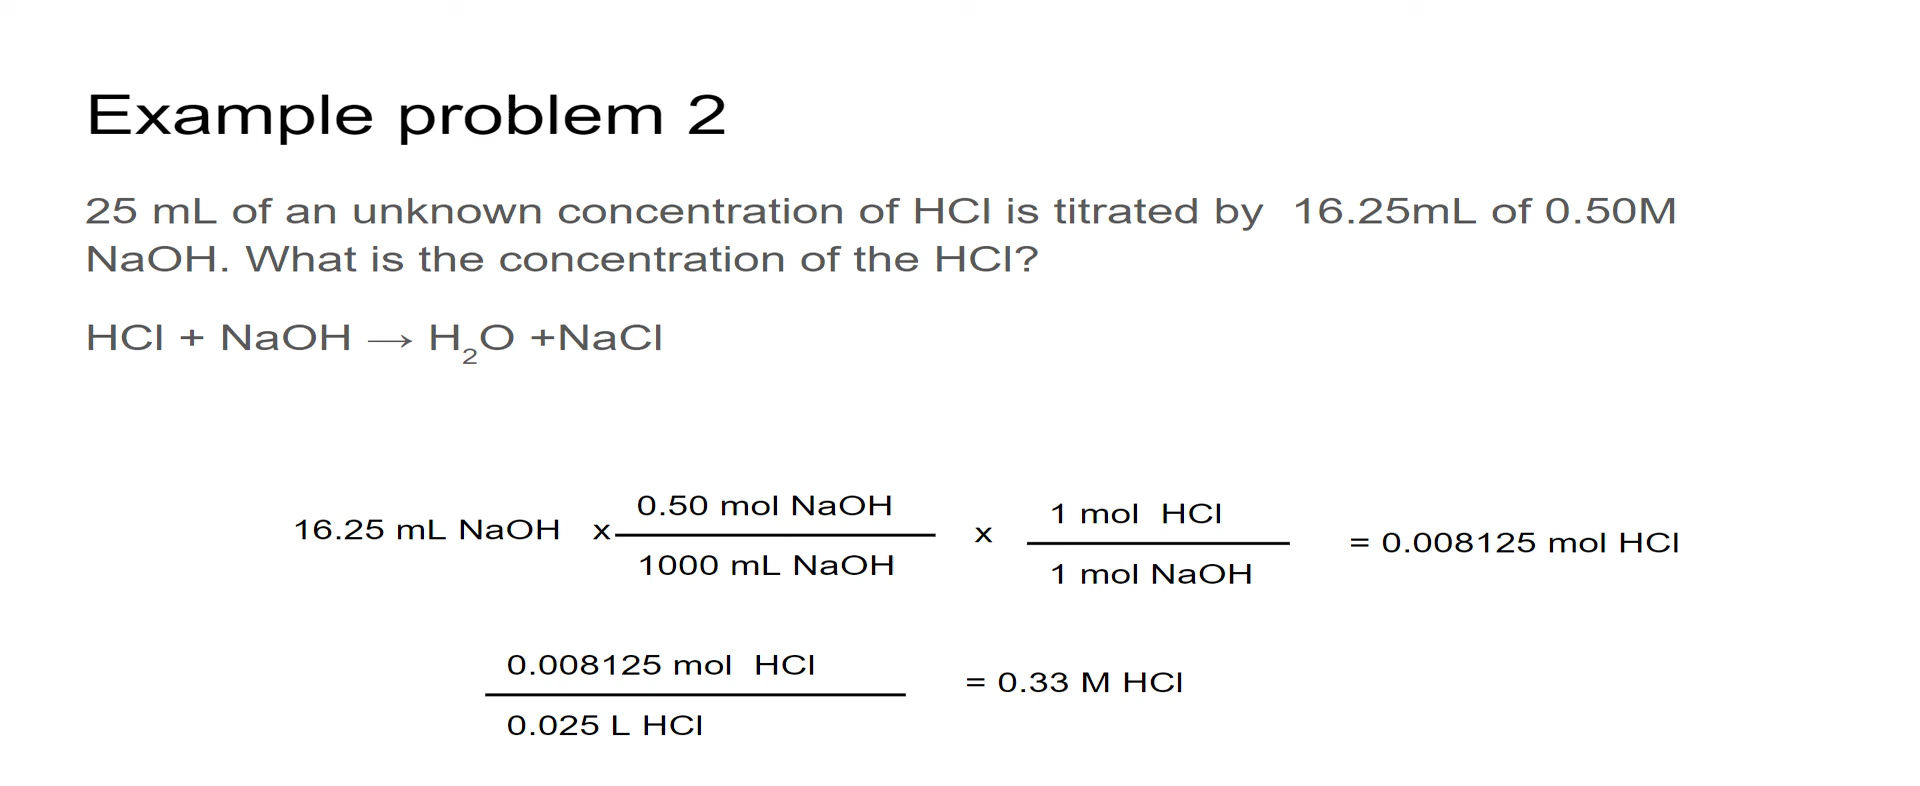 Example problem 2
25 mL of an unknown concentration of HCl is titrated by  16.25mL of 0.50M
NaOH. What is the concentration of the HCl?
HCl + NaOH → H₂O +NaCl
0.50 mol NaOH
1 mol  HCl
16.25 mL NaOH x
x
= 0.008125 mol HCl
1000 mL NaOH
1 mol NaOH
0.008125 mol  HCl
= 0.33 M HCl
0.025 L HCl